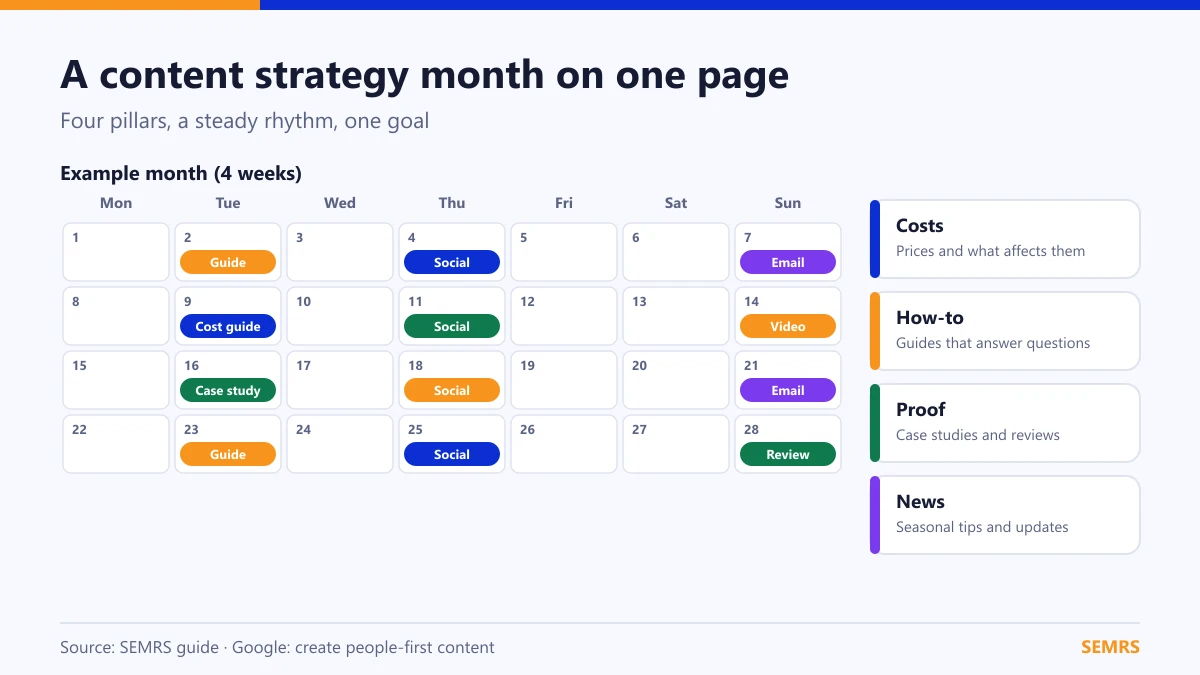 A content strategy month on one page
Four pillars, a steady rhythm, one goal
Example month (4 weeks)
Mon Tue Wed Thu Fri Sat Sun
1 2 3 4 5 6 7
Guide Social Email
8 9 10 11 12 13 14
Cost guide Social Video
15 16 17 18 19 20 21
Case study Social Email
22 23 24 25 26 27 28
Guide Social Review
Costs
Prices and what affects them
How-to
Guides that answer questions
Proof
Case studies and reviews
News
Seasonal tips and updates
Source: SEMRS guide · Google: create people-first content
SEMRS